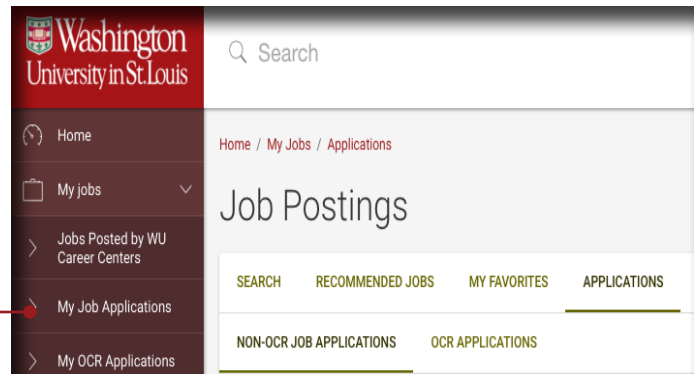 Washington
University in St. Louis
Search
Home
My jobs
Jobs Posted by WU
Career Centers
My Job Applications
My OCR Applications
Home / My Jobs / Applications
Job Postings
SEARCH RECOMMENDED JOBS MY FAVORITES APPLICATIONS
NON-OCR JOB APPLICATIONS OCR APPLICATIONS